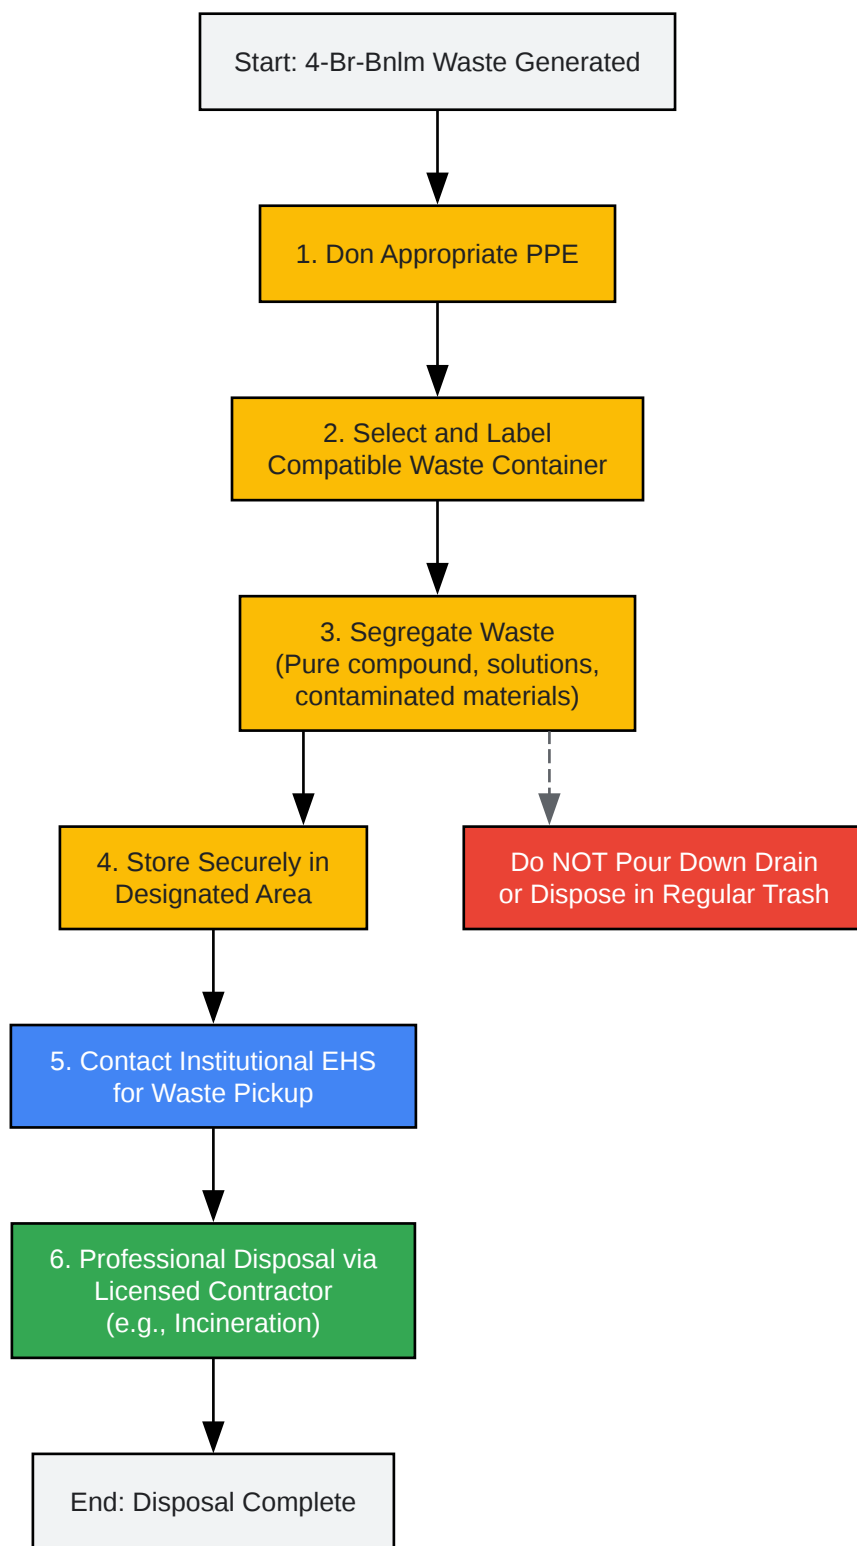 Start: 4-Br-Bnlm Waste Generated
1. Don Appropriate PPE
2. Select and Label
Compatible Waste Container
3. Segregate Waste
(Pure compound, solutions,
contaminated materials)
4. Store Securely in
Designated Area
Do NOT Pour Down Drain
or Dispose in Regular Trash
5. Contact Institutional EHS
for Waste Pickup
6. Professional Disposal via
Licensed Contractor
(e.g., Incineration)
End: Disposal Complete